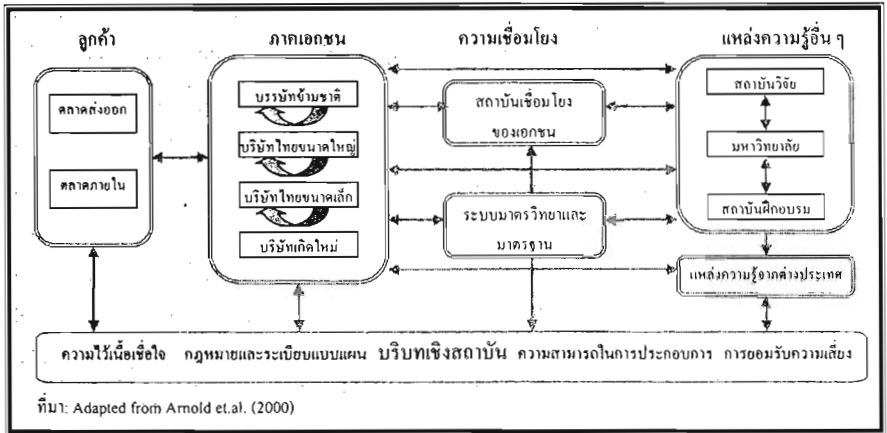 ลูกค้า
ภาคเอกชน
ความเชื่อมโยง
แหล่งความรู้อื่น ๆ
ตลาดส่งออก
ตลาดภายใน
บรรษัทข้ามชาติ
บริษัทไทยขนาดใหญ่
บริษัทไทยขนาดเล็ก
บริษัทเกิดใหม่
สถาบันเชื่อมโยง
ของเอกชน
ระบบมาตรวิทยาและ
มาตรฐาน
สถาบันวิจัย
มหาวิทยาลัย
สถาบันฝึกอบรม
แหล่งความรู้จากต่างประเทศ
ความไว้เนื้อเชื่อใจ กฎหมายและระเบียบแบบแผน บริบทเชิงสถาบัน ความสามารถในการประกอบการ การยอมรับความเสี่ยง
ที่มา: Adapted from Arnold et.al. (2000)